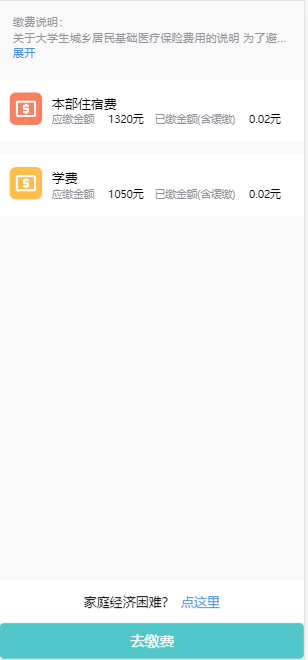 缴费说明:
关于大学生城乡居民基础医疗保险费用的说明 为了避...
展开
本部住宿费
应缴金额 1320元 已缴金额(含缓缴) 0.02元
学费
应缴金额 1050元 已缴金额(含缓缴) 0.02元
家庭经济困难? 点这里
去缴费